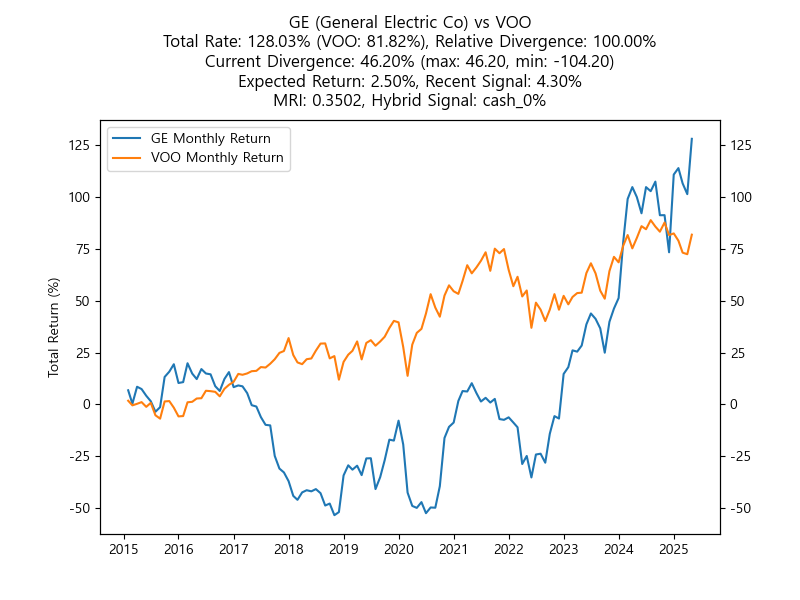 GE (General Electric Co) vs VOO
Total Rate: 128.03% (VOO: 81.82%), Relative Divergence: 100.00%
Current Divergence: 46.20% (max: 46.20, min: -104.20)
Expected Return: 2.50%, Recent Signal: 4.30%
MRI: 0.3502, Hybrid Signal: cash_0%
GE Monthly Return
VOO Monthly Return
Total Return (%)
125
100
75
50
25
0
-25
-50
125
100
75
50
25
0
-25
-50
2015 2016 2017 2018 2019 2020 2021 2022 2023 2024 2025